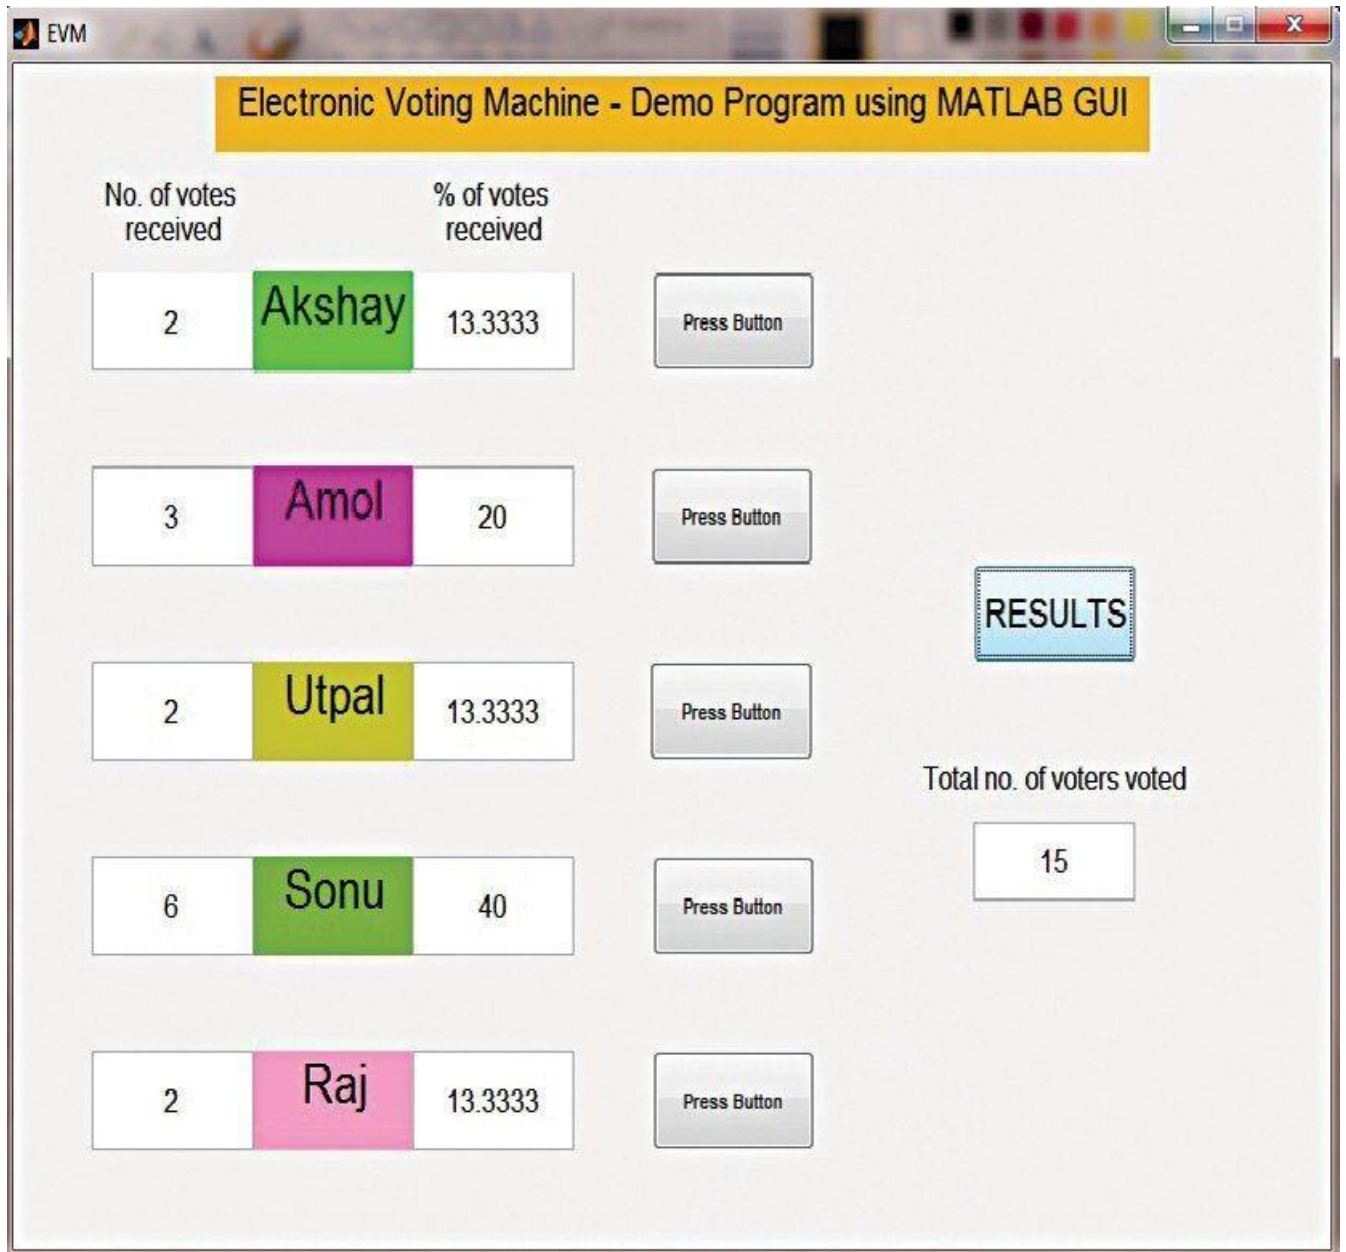 EVM
Electronic Voting Machine - Demo Program using MATLAB GUI
No. of votes
received
% of votes
received
2
Akshay
13.3333
Press Button
3
Amol
20
Press Button
RESULTS
2
Utpal
13.3333
Press Button
Total no. of voters voted
15
6
Sonu
40
Press Button
2
Raj
13.3333
Press Button